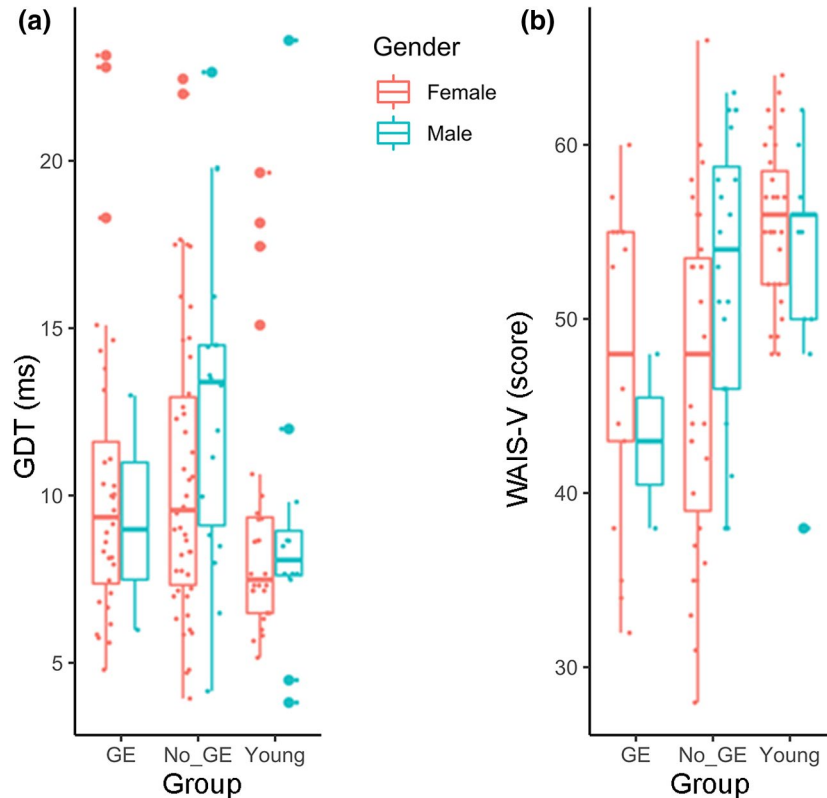 (a)
GDT (ms)
20
15
10
5
GE No_GE Young
Group
Gender
Female
Male
(b)
WAIS-V (score)
60
50
40
30
GE No_GE Young
Group